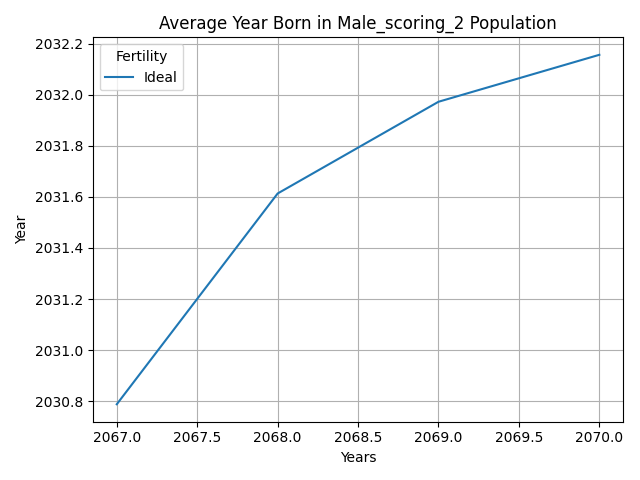 Average Year Born in Male_scoring_2 Population
Fertility
Ideal
2032.2
2032.0
2031.8
2031.6
2031.4
2031.2
2031.0
2030.8
Year
2067.0 2067.5 2068.0 2068.5 2069.0 2069.5 2070.0
Years